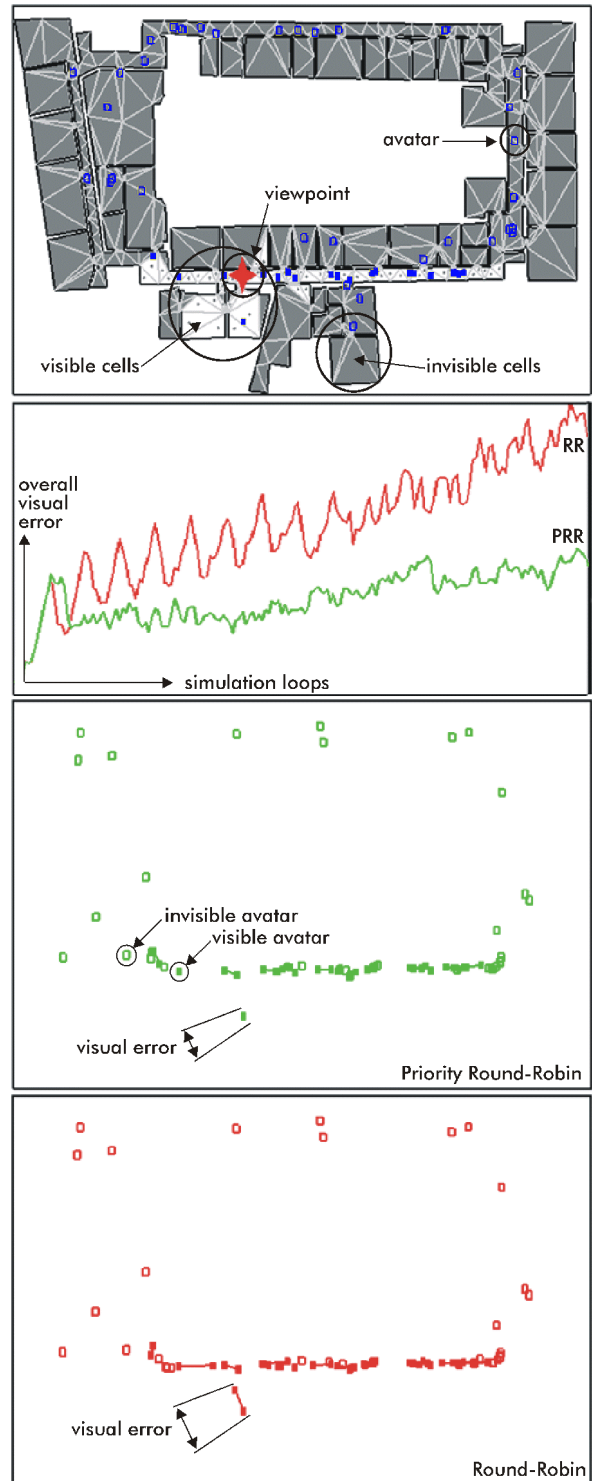 avatar
viewpoint
visible cells
invisible cells
RR
overall
visual
error
PRR
simulation loops
invisible avatar
visible avatar
visual error
Priority Round-Robin
visual error
Round-Robin